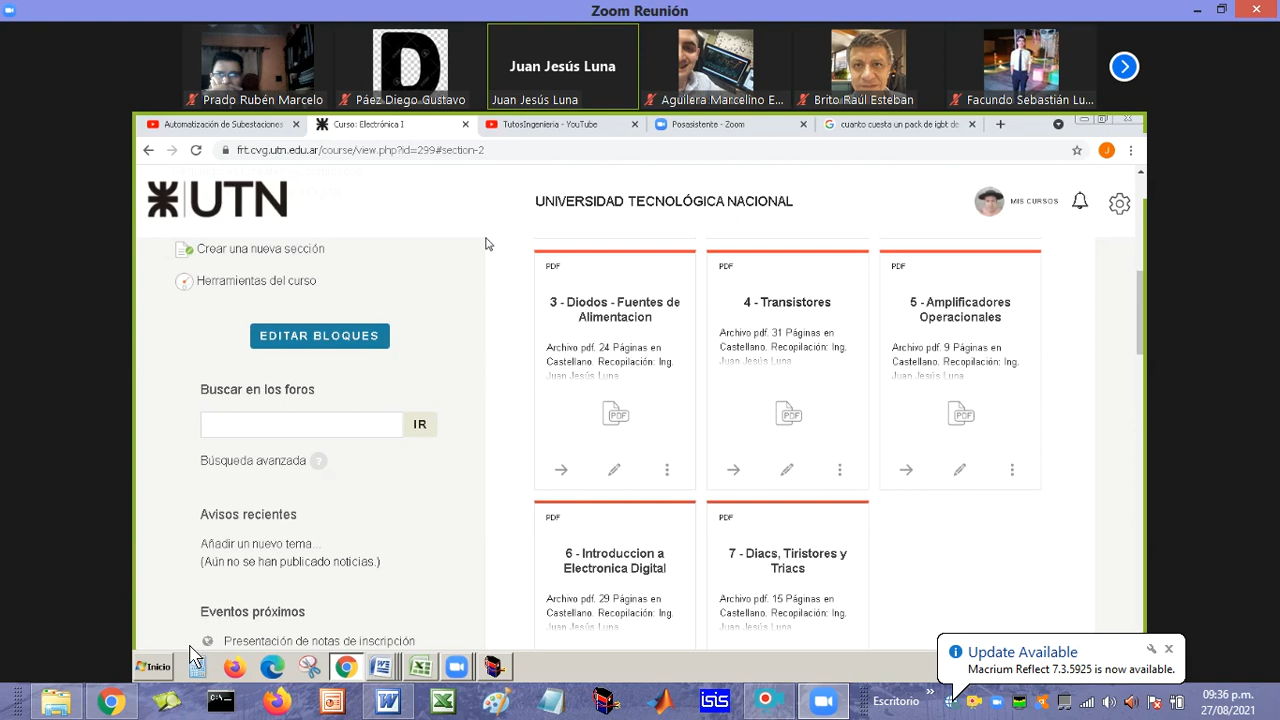 Zoom Reunión
Juan Jesús Luna
Prado Rubén Marcelo
Páez Diego Gustavo
Juan Jesús Luna
Aguilera Marcelino E...
Brito Raúl Esteban
Facundo Sebastián Lu...
D
Automatización de Subestaciones
Curso: Electrónica I
TutosIngenieria - YouTube
Posasistente - Zoom
cuanto cuesta un pack de igbt de
frt.cvg.utn.edu.ar/course/view.php?id=299#section-2
J
UTN
UNIVERSIDAD TECNOLÓGICA NACIONAL
MIS CURSOS
Crear una nueva sección
Herramientas del curso
EDITAR BLOQUES
Buscar en los foros
IR
Búsqueda avanzada ?
Avisos recientes
Añadir un nuevo tema...
(Aún no se han publicado noticias.)
Eventos próximos
Presentación de notas de inscripción
PDF
3 - Diodos - Fuentes de
Alimentacion
Archivo pdf. 24 Páginas en
Castellano. Recopilación: Ing.
Juan Jesús Luna
PDF
PDF
4 - Transistores
Archivo pdf. 31 Páginas en
Castellano. Recopilación: Ing.
Juan Jesús Luna
PDF
PDF
5 - Amplificadores
Operacionales
Archivo pdf. 9 Páginas en
Castellano. Recopilación: Ing.
Juan Jesús Luna
PDF
PDF
6 - Introduccion a
Electronica Digital
Archivo pdf. 29 Páginas en
Castellano. Recopilación: Ing.
Juan Jesús Luna
PDF
7 - Diacs, Tiristores y
Triacs
Archivo pdf. 15 Páginas en
Castellano. Recopilación: Ing.
Juan Jesús Luna
Inicio
Update Available
Macrium Reflect 7.3.5925 is now available.
isis
Escritorio
09:36 p.m.
27/08/2021